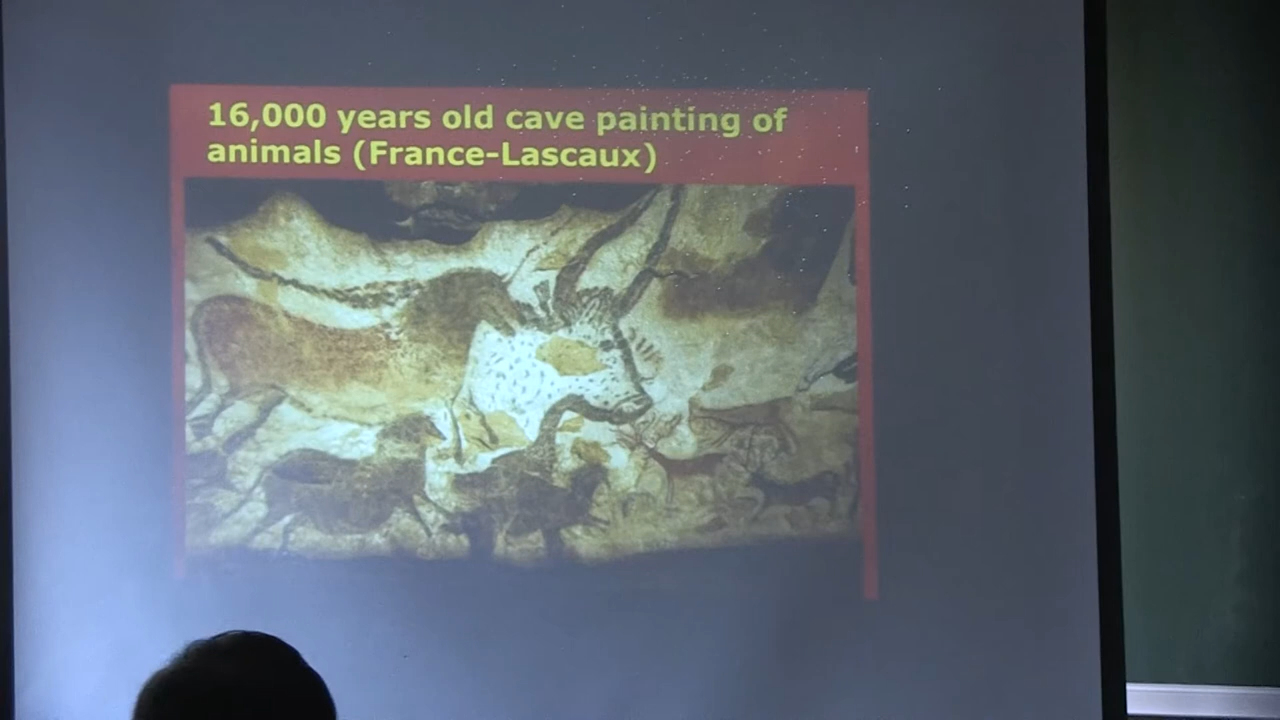 16,000 years old cave painting of
animals (France-Lascaux)